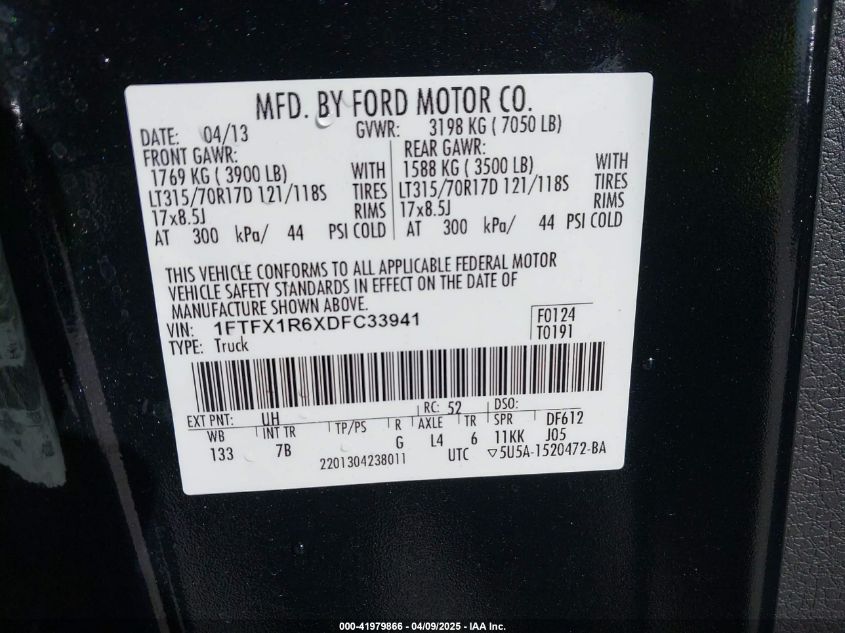 MFD. BY FORD MOTOR CO.
DATE: 04/13 GVWR: 3198 KG ( 7050 LB)
FRONT GAWR: REAR GAWR:
1769 KG ( 3900 LB) WITH 1588 KG ( 3500 LB) WITH
LT315/70R17D 121/118S TIRES LT315/70R17D 121/118S TIRES
17x8.5J RIMS 17x8.5J RIMS
AT 300 kPa/ 44 PSI COLD AT 300 kPa/ 44 PSI COLD
THIS VEHICLE CONFORMS TO ALL APPLICABLE FEDERAL MOTOR
VEHICLE SAFETY STANDARDS IN EFFECT ON THE DATE OF
MANUFACTURE SHOWN ABOVE.
VIN: 1FTFX1R6XDFC33941 F0124
TYPE: Truck T0191
EXT PNT: UH RC: 52 DSO:
WB INT TR TP/PS R AXLE TR SPR DF612
133 7B G L4 6 11KK J05
2201304238011 UTC ▽5U5A-1520472-BA
000-41979866 - 04/09/2025 - IAA Inc.